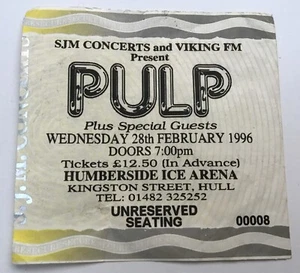 SJM CONCERTS and VIKING FM
Present
PULP
Plus Special Guests
WEDNESDAY 28th FEBRUARY 1996
DOORS 7:00pm
Tickets £12.50 (In Advance)
HUMBERSIDE ICE ARENA
KINGSTON STREET, HULL
TEL: 01482 325252
UNRESERVED
SEATING
00008